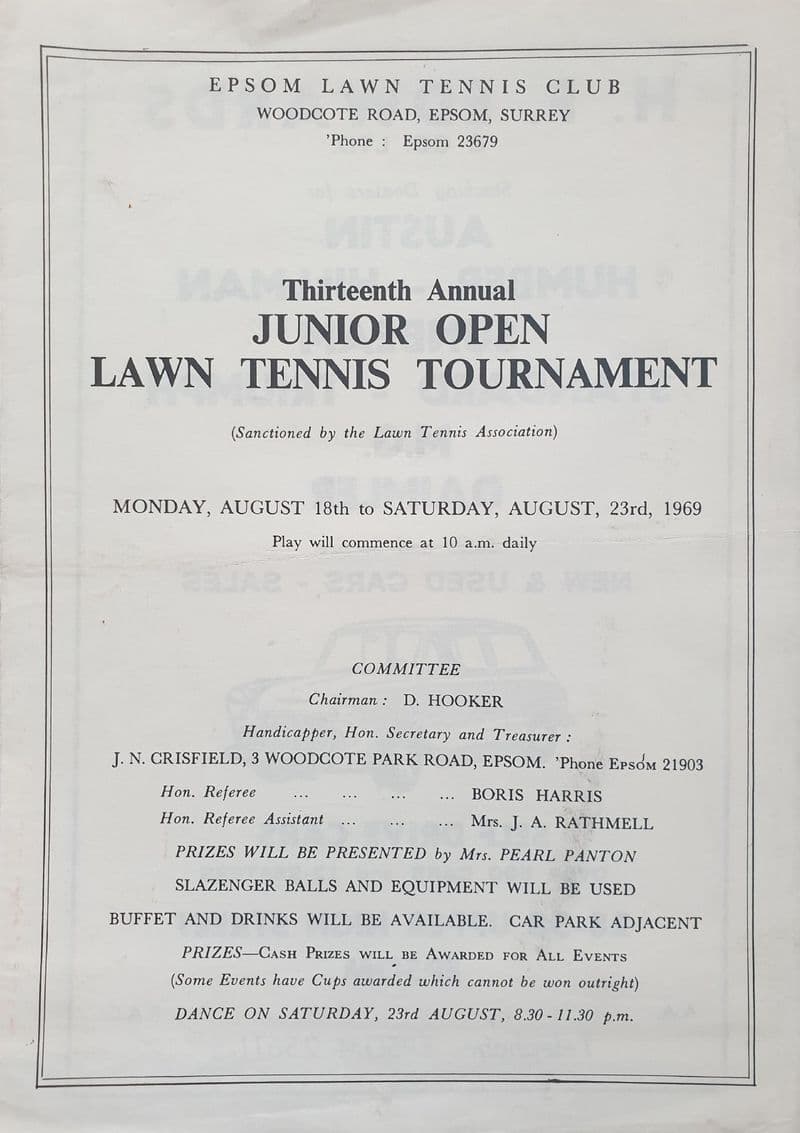 EPSOM LAWN TENNIS CLUB
WOODCOTE ROAD, EPSOM, SURREY
'Phone : Epsom 23679
Thirteenth Annual
JUNIOR OPEN
LAWN TENNIS TOURNAMENT
(Sanctioned by the Lawn Tennis Association)
MONDAY, AUGUST 18th to SATURDAY, AUGUST, 23rd, 1969
Play will commence at 10 a.m. daily
COMMITTEE
Chairman : D. HOOKER
Handicapper, Hon. Secretary and Treasurer :
J. N. CRISFIELD, 3 WOODCOTE PARK ROAD, EPSOM. 'Phone EPSOM 21903
Hon. Referee ... ... ... ... BORIS HARRIS
Hon. Referee Assistant ... ... ... Mrs. J. A. RATHMELL
PRIZES WILL BE PRESENTED by Mrs. PEARL PANTON
SLAZENGER BALLS AND EQUIPMENT WILL BE USED
BUFFET AND DRINKS WILL BE AVAILABLE. CAR PARK ADJACENT
PRIZES—CASH PRIZES WILL BE AWARDED FOR ALL EVENTS
(Some Events have Cups awarded which cannot be won outright)
DANCE ON SATURDAY, 23rd AUGUST, 8.30 - 11.30 p.m.